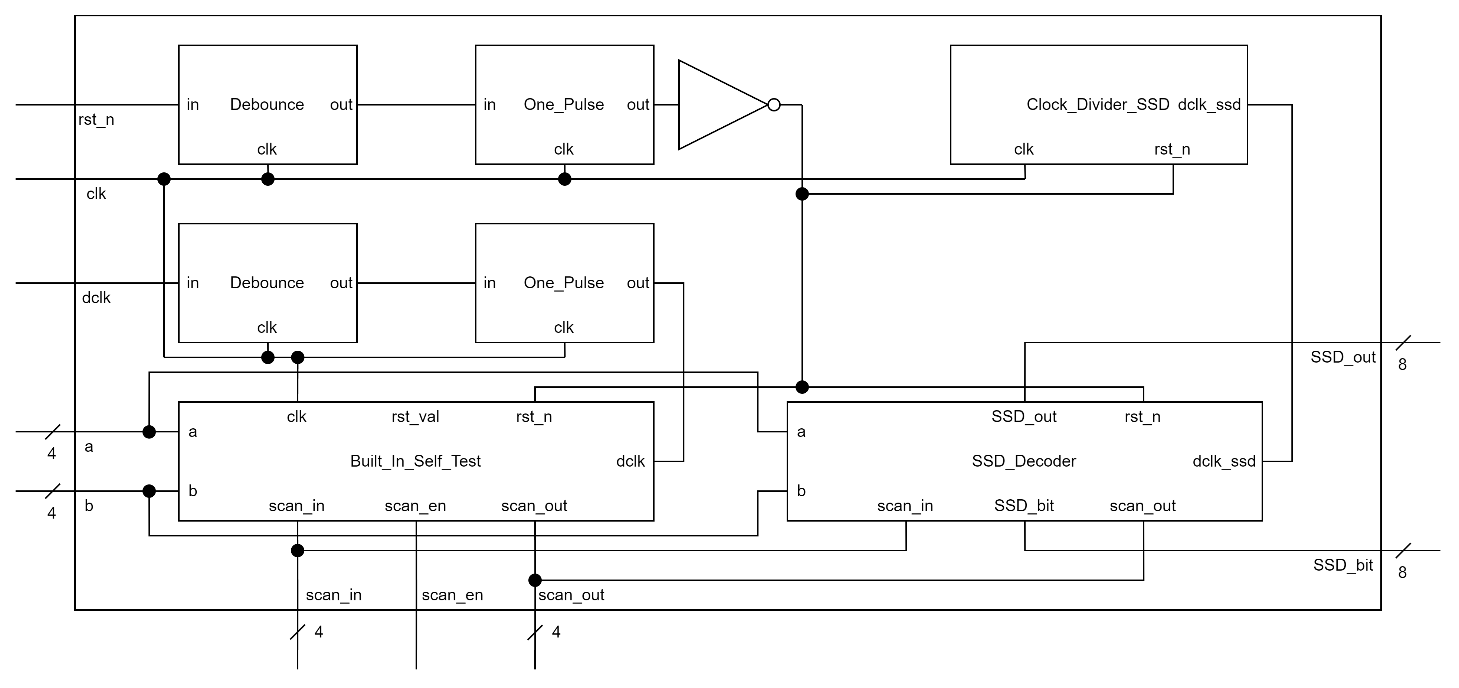 in Debounce out
in One_Pulse out
Clock_Divider_SSD dclk_ssd
rst_n
clk
clk
clk
rst_n
clk
in Debounce out
in One_Pulse out
dclk
clk
clk
SSD_out
8
clk rst_val rst_n
SSD_out rst_n
a
a
a
4
Built_In_Self_Test dclk
SSD_Decoder dclk_ssd
b
b
b
4
scan_in scan_en scan_out
scan_in SSD_bit scan_out
SSD_bit
8
scan_in
scan_en
scan_out
4
4